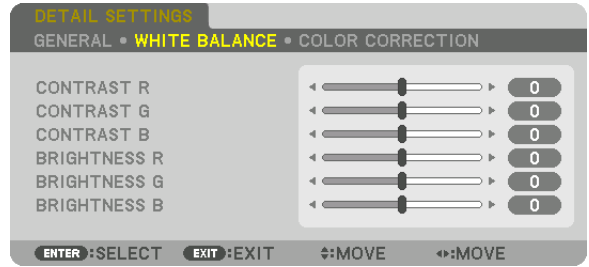 DETAIL SETTINGS
GENERAL • WHITE BALANCE • COLOR CORRECTION
CONTRAST R 0
CONTRAST G 0
CONTRAST B 0
BRIGHTNESS R 0
BRIGHTNESS G 0
BRIGHTNESS B 0
ENTER:SELECT EXIT:EXIT :MOVE :MOVE